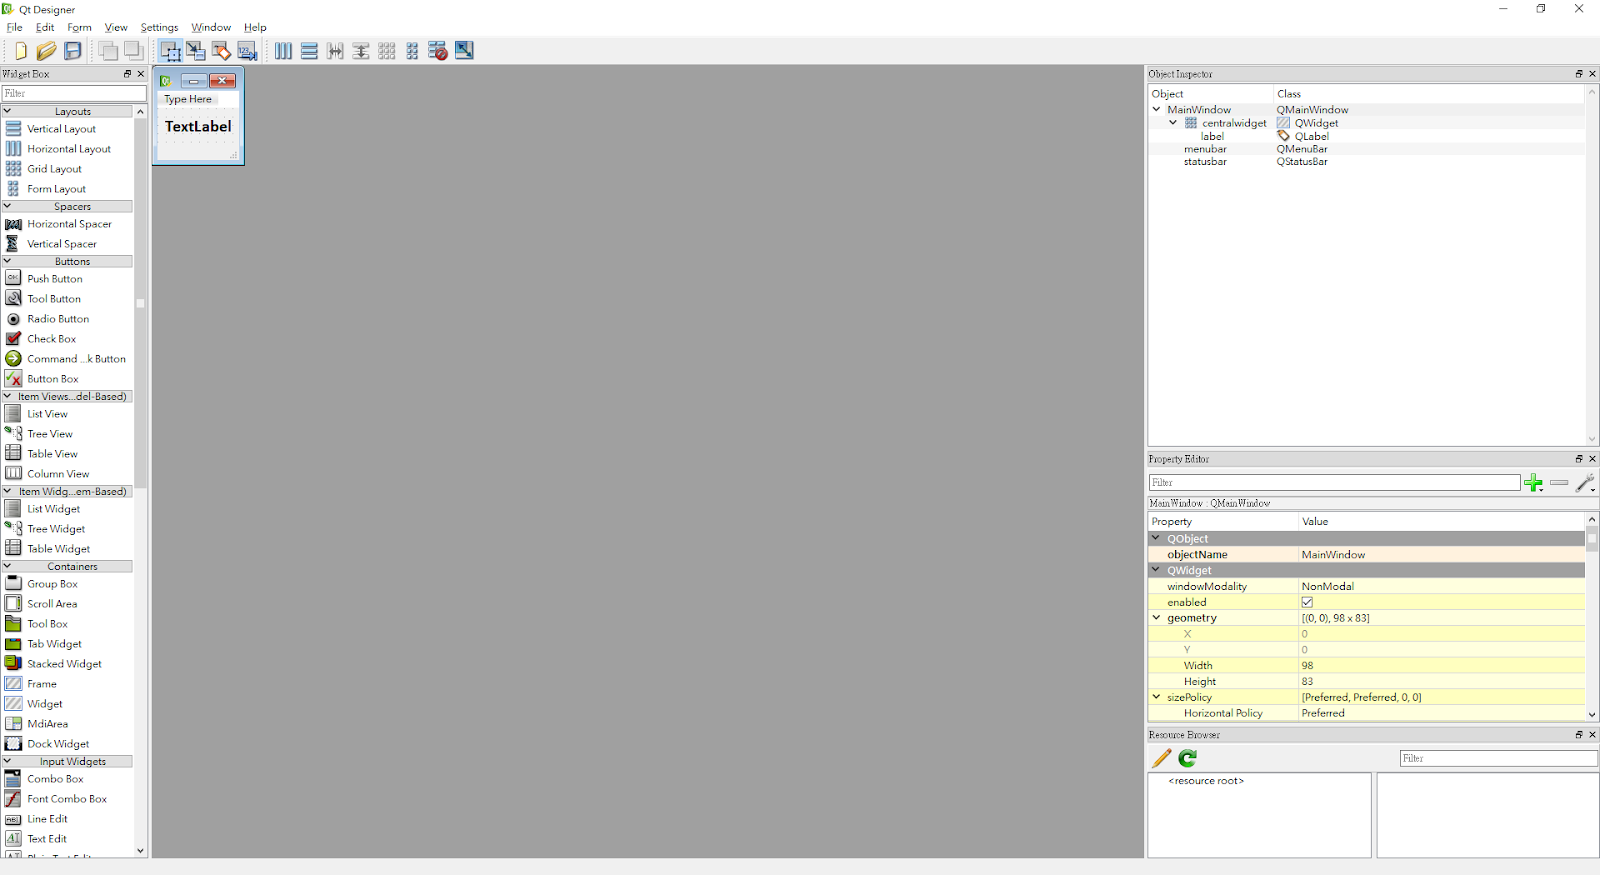 Qt Designer
File Edit Form View Settings Window Help
Widget Box
Filter
Layouts
Vertical Layout
Horizontal Layout
Grid Layout
Form Layout
Spacers
Horizontal Spacer
Vertical Spacer
Buttons
Push Button
Tool Button
Radio Button
Check Box
Command ...k Button
Button Box
Item Views...del-Based)
List View
Tree View
Table View
Column View
Item Widg...em-Based)
List Widget
Tree Widget
Table Widget
Containers
Group Box
Scroll Area
Tool Box
Tab Widget
Stacked Widget
Frame
Widget
MdiArea
Dock Widget
Input Widgets
Combo Box
Font Combo Box
Line Edit
Text Edit
Type Here
TextLabel
Object Inspector
Object Class
MainWindow QMainWindow
centralwidget QWidget
label QLabel
menubar QMenuBar
statusbar QStatusBar
Property Editor
Filter
MainWindow : QMainWindow
Property Value
QObject
objectName MainWindow
QWidget
windowModality NonModal
enabled
geometry [(0, 0), 98 x 83]
X 0
Y 0
Width 98
Height 83
sizePolicy [Preferred, Preferred, 0, 0]
Horizontal Policy Preferred
Resource Browser
Filter
<resource root>